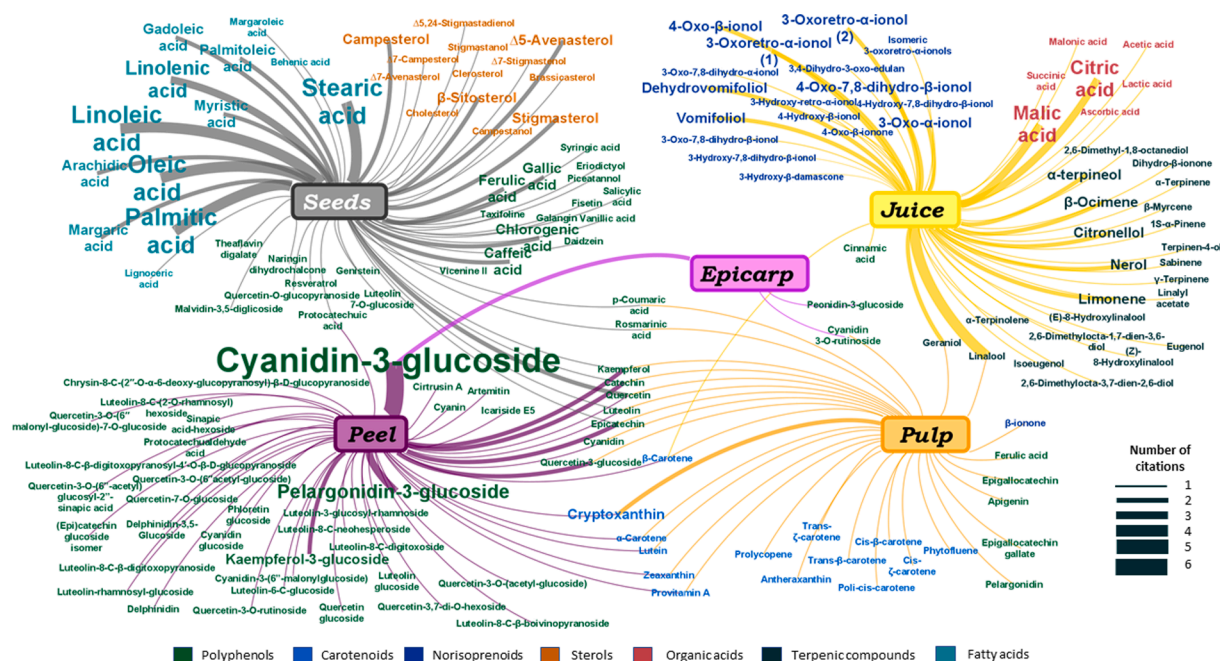 Margaroleic
acid
Gadoleic
acid
Palmitoleic
acid
Behenic acid
Linolenic
acid
Myristic
acid
Stearic
acid
Linoleic
acid
Arachidic
acid
Oleic
acid
Palmitic
acid
Margaric
acid
Lignoceric
acid
Δ5,24-Stigmastadienol
Campesterol
Stigmastanol
Δ5-Avenasterol
Δ7-Campesterol
Δ7-Stigmastenol
Δ7-Avenasterol
Clerosterol
Brassicasterol
β-Sitosterol
Cholesterol
Stigmasterol
Campestanol
Seeds
Syringic acid
Gallic
acid
Eriodictyol
Piceatannol
Ferulic
acid
Salicylic
acid
Fisetin
Taxifoline
Galangin
Vanillic acid
Chlorogenic
acid
Daidzein
Caffeic
acid
Vicenine II
Theaflavin
digalate
Naringin
dihydrochalcone
Genistein
Resveratrol
Quercetin-O-glucopyranoside
Luteolin
7-O-glucoside
Malvidin-3,5-diglicoside
Protocatechuic
acid
4-Oxo-β-ionol
3-Oxoretro-α-ionol
(2)
3-Oxoretro-α-ionol
(1)
Isomeric
3-oxoretro-α-ionols
3-Oxo-7,8-dihydro-α-ionol
3,4-Dihydro-3-oxo-edulan
Dehydrovomifoliol
4-Oxo-7,8-dihydro-β-ionol
3-Hydroxy-retro-α-ionol
4-Hydroxy-7,8-dihydro-β-ionol
Vomifoliol
4-Hydroxy-β-ionol
3-Oxo-α-ionol
4-Oxo-β-ionone
3-Oxo-7,8-dihydro-β-ionol
3-Hydroxy-7,8-dihydro-β-ionol
3-Hydroxy-β-damascone
Malonic acid
Acetic acid
Succinic
acid
Citric
acid
Lactic acid
Malic
acid
Ascorbic acid
Juice
2,6-Dimethyl-1,8-octanediol
Dihydro-β-ionone
α-terpineol
α-Terpinene
β-Ocimene
β-Myrcene
1S-α-Pinene
Citronellol
Terpinen-4-ol
Nerol
Sabinene
γ-Terpinene
Limonene
Linalyl
acetate
(E)-8-Hydroxylinalool
α-Terpinolene
2,6-Dimethylocta-1,7-dien-3,6-
diol
Geraniol
Eugenol
(Z)-
8-Hydroxylinalool
Linalool
Isoeugenol
2,6-Dimethylocta-3,7-dien-2,6-diol
Cinnamic
acid
Epicarp
Peonidin-3-glucoside
Cyanidin
3-O-rutinoside
p-Coumaric
acid
Rosmarinic
acid
Cyanidin-3-glucoside
Kaempferol
Catechin
Quercetin
Luteolin
Epicatechin
Cyanidin
Quercetin-3-glucoside
β-Carotene
Chrysin-8-C-(2"-O-α-6-deoxy-glucopyranosyl)-β-D-glucopyranoside
Cirtrusin A
Artemitin
Cyanin
Icariside E5
Luteolin-8-C-(2-O-rhamnosyl)
hexoside
Quercetin-3-O-(6"
malonyl-glucoside)-7-O-glucoside
Sinapic
acid-hexoside
Protocatechualdehyde
acid
Peel
Luteolin-8-C-β-digitoxopyranosyl-4'-O-β-D-glucopyranoside
Quercetin-3-O-(6"acetyl-glucoside)
Quercetin-3-O-(6"-acetyl)
glucosyl-2"-
sinapic acid
Quercetin-7-O-glucoside
Pelargonidin-3-glucoside
Phloretin
glucoside
Luteolin-3-glucosyl-rhamnoside
(Epi)catechin
glucoside
isomer
Delphinidin-3,5-
Glucoside
Cyanidin
glucoside
Luteolin-8-C-neohesperoside
Luteolin-8-C-digitoxoside
Kaempferol-3-glucoside
Luteolin-8-C-β-digitoxopyranoside
Cyanidin-3-(6"-malonylglucoside)
Luteolin
glucoside
Quercetin-3-O-(acetyl-glucoside)
Luteolin-rhamnosyl-glucoside
Luteolin-6-C-glucoside
Delphinidin
Quercetin-3-O-rutinoside
Quercetin
glucoside
Quercetin-3,7-di-O-hexoside
Luteolin-8-C-β-boivinopyranoside
Pulp
Cryptoxanthin
α-Carotene
Lutein
Zeaxanthin
Provitamin A
Prolycopene
Trans-
ζ-carotene
Antheraxanthin
Cis-β-carotene
Trans-β-carotene
Cis-
ζ-carotene
Phytofluene
Poli-cis-carotene
β-ionone
Ferulic acid
Epigallocatechin
Apigenin
Epigallocatechin
gallate
Pelargonidin
Number of
citations
1
2
3
4
5
6
Polyphenols
Carotenoids
Norisoprenoids
Sterols
Organic acids
Terpenic compounds
Fatty acids